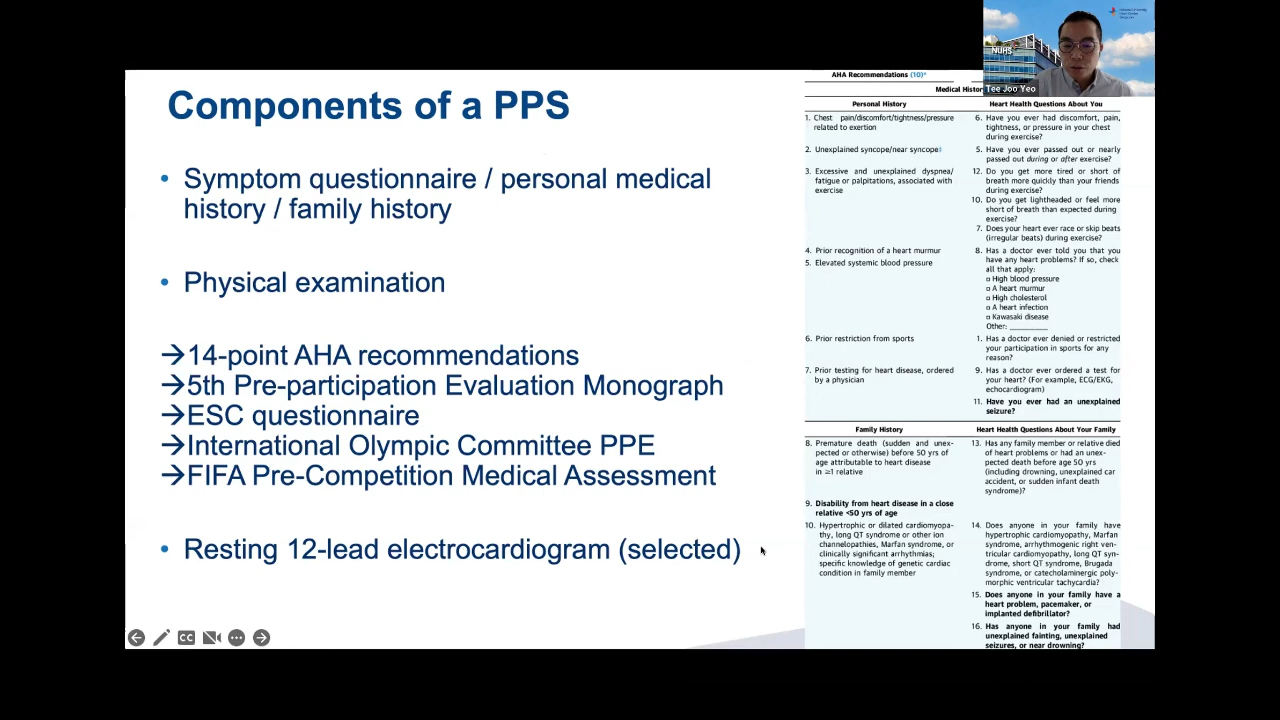 Components of a PPS
• Symptom questionnaire / personal medical
history / family history
• Physical examination
→14-point AHA recommendations
→5th Pre-participation Evaluation Monograph
→ESC questionnaire
→International Olympic Committee PPE
→FIFA Pre-Competition Medical Assessment
• Resting 12-lead electrocardiogram (selected)
CC
NUHS
Tee Joo Yeo
AHA Recommendations (10)*
Medical Histor
Personal History
1. Chest pain/discomfort/tightness/pressure
related to exertion
2. Unexplained syncope/near syncope
3. Excessive and unexplained dyspnea/
fatigue or palpitations, associated with
exercise
4. Prior recognition of a heart murmur
5. Elevated systemic blood pressure
6. Prior restriction from sports
7. Prior testing for heart disease, ordered
by a physician
Heart Health Questions About You
6. Have you ever had discomfort, pain,
tightness, or pressure in your chest
during exercise?
5. Have you ever passed out or nearly
passed out during or after exercise?
12. Do you get more tired or short of
breath more quickly than your friends
during exercise?
10. Do you get lightheaded or feel more
short of breath than expected during
exercise?
7. Does your heart ever race or skip beats
(irregular beats) during exercise?
8. Has a doctor ever told you that you
have any heart problems? If so, check
all that apply:
□ High blood pressure
□ A heart murmur
□ High cholesterol
□ A heart infection
□ Kawasaki disease
Other: ________
1. Has a doctor ever denied or restricted
your participation in sports for any
reason?
9. Has a doctor ever ordered a test for
your heart? (For example, ECG/EKG,
echocardiogram)
11. Have you ever had an unexplained
seizure?
Family History
8. Premature death (sudden and unex-
pected or otherwise) before 50 yrs of
age attributable to heart disease
in ≥1 relative
9. Disability from heart disease in a close
relative <50 yrs of age
10. Hypertrophic or dilated cardiomyopa-
thy, long QT syndrome or other ion
channelopathies, Marfan syndrome, or
clinically significant arrhythmias;
specific knowledge of genetic cardiac
condition in family member
Heart Health Questions About Your Family
13. Has any family member or relative died
of heart problems or had an unex-
pected death before age 50 yrs
(including drowning, unexplained car
accident, or sudden infant death
syndrome)?
14. Does anyone in your family have
hypertrophic cardiomyopathy, Marfan
syndrome, arrhythmogenic right ven-
tricular cardiomyopathy, long QT syn-
drome, short QT syndrome, Brugada
syndrome, or catecholaminergic poly-
morphic ventricular tachycardia?
15. Does anyone in your family have a
heart problem, pacemaker, or
implanted defibrillator?
16. Has anyone in your family had
unexplained fainting, unexplained
seizures, or near drowning?